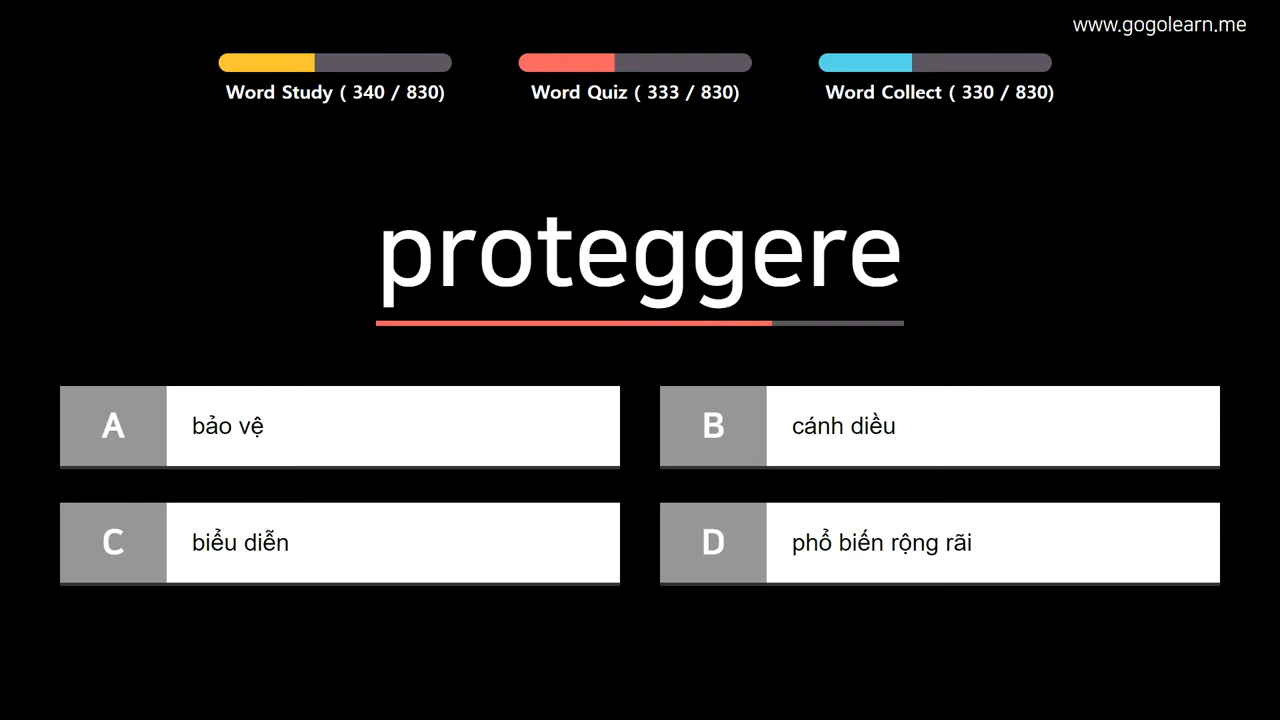 www.gogolearn.me
Word Study ( 340 / 830)
Word Quiz ( 333 / 830)
Word Collect ( 330 / 830)
proteggere
A bảo vệ
B cánh diều
C biểu diễn
D phổ biến rộng rãi